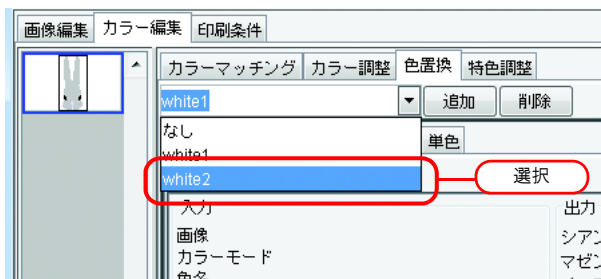 画像編集 カラー編集 印刷条件
カラーマッチング カラー調整 色置換 特色調整
white1 追加 削除
なし 単色
white1
white2 選択
入力 出力
画像 シアン
カラーモード マゼン
色名